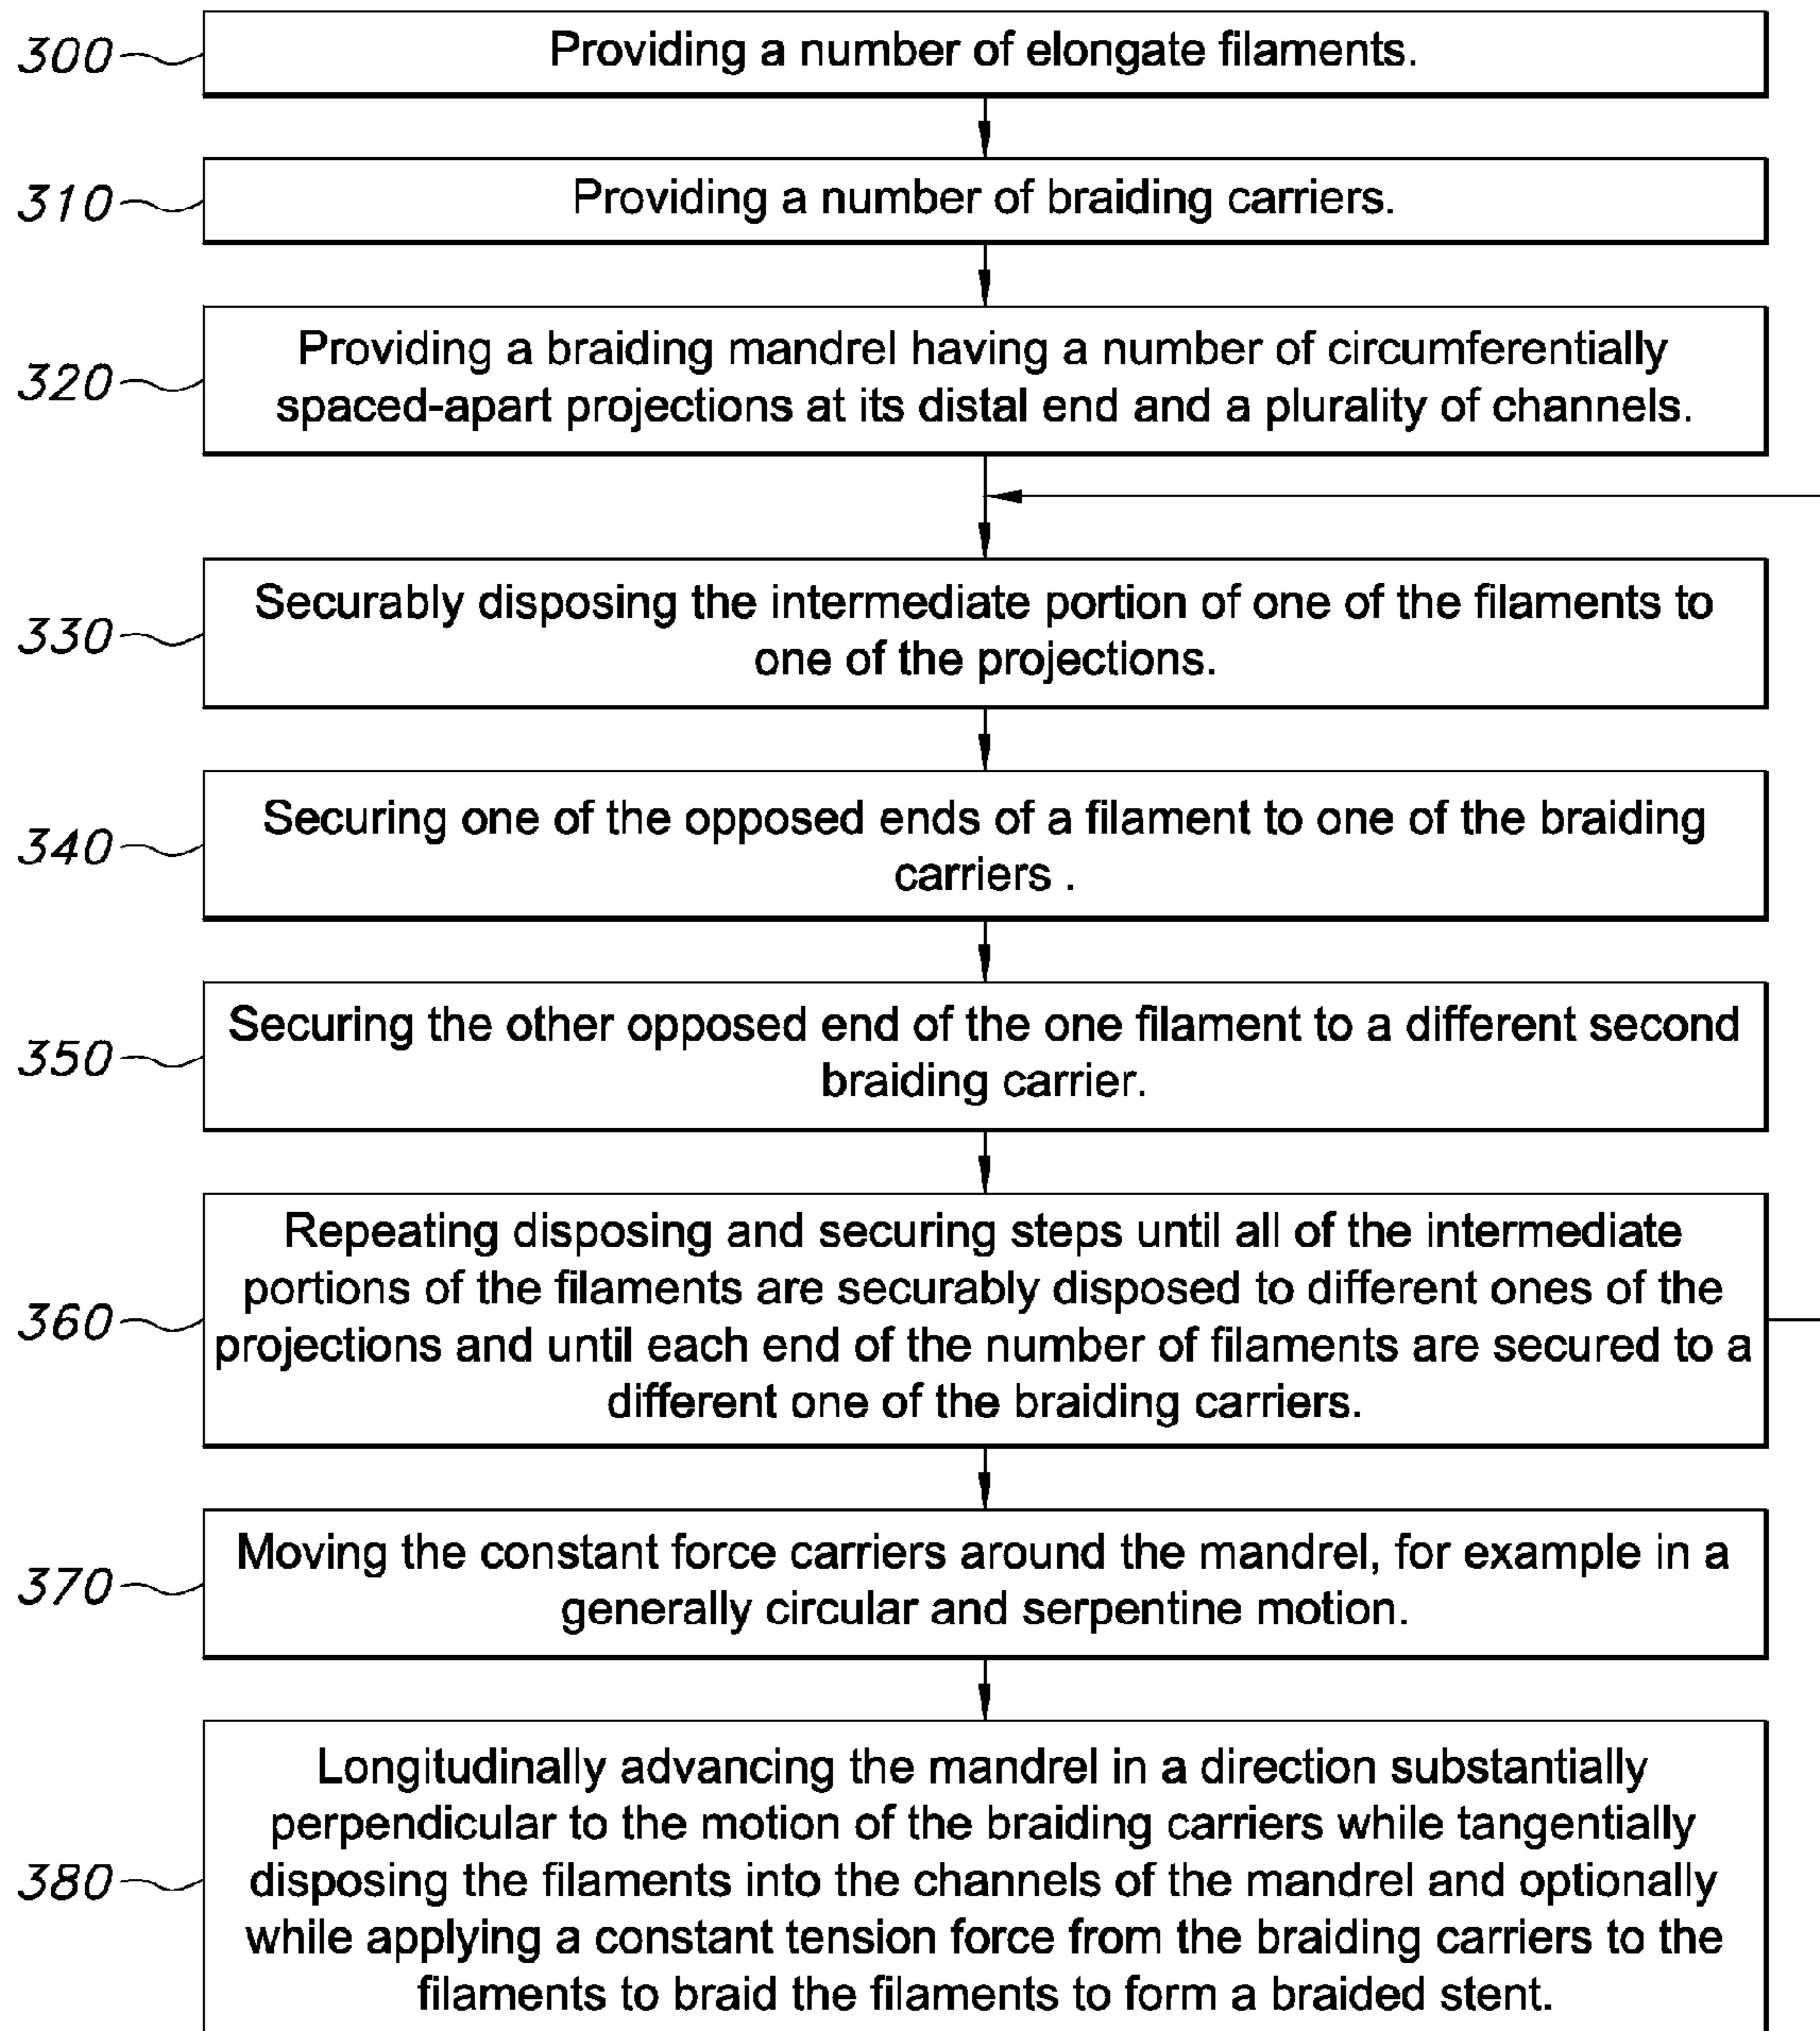 300
Providing a number of elongate filaments.
310
Providing a number of braiding carriers.
320
Providing a braiding mandrel having a number of circumferentially
spaced-apart projections at its distal end and a plurality of channels.
330
Securably disposing the intermediate portion of one of the filaments to
one of the projections.
340
Securing one of the opposed ends of a filament to one of the braiding
carriers .
350
Securing the other opposed end of the one filament to a different second
braiding carrier.
360
Repeating disposing and securing steps until all of the intermediate
portions of the filaments are securably disposed to different ones of the
projections and until each end of the number of filaments are secured to a
different one of the braiding carriers.
370
Moving the constant force carriers around the mandrel, for example in a
generally circular and serpentine motion.
380
Longitudinally advancing the mandrel in a direction substantially
perpendicular to the motion of the braiding carriers while tangentially
disposing the filaments into the channels of the mandrel and optionally
while applying a constant tension force from the braiding carriers to the
filaments to braid the filaments to form a braided stent.